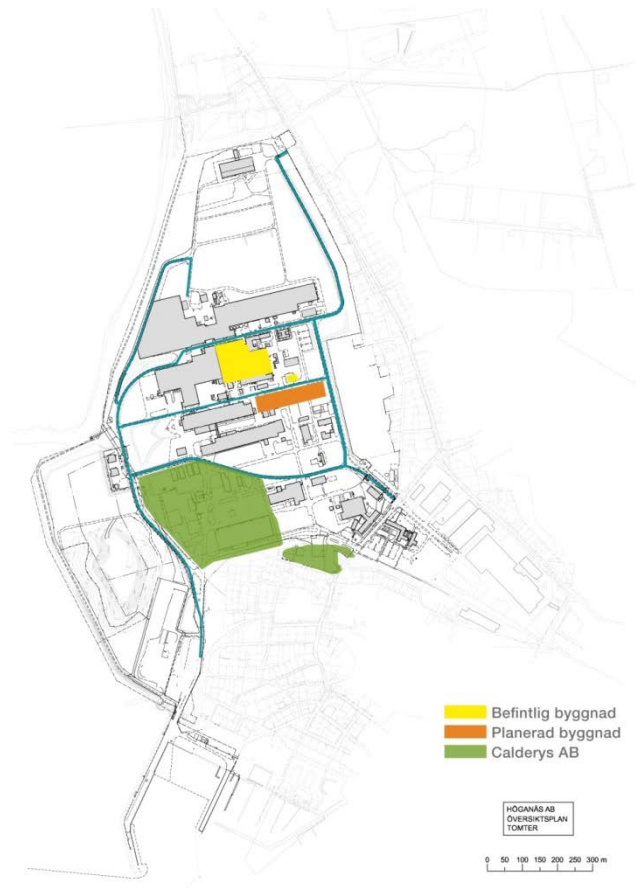 Befintlig byggnad
Planerad byggnad
Calderys AB
HÖGANÄS AB
ÖVERSIKTSPLAN
TOMTER
0 50 100 150 200 250 300 m